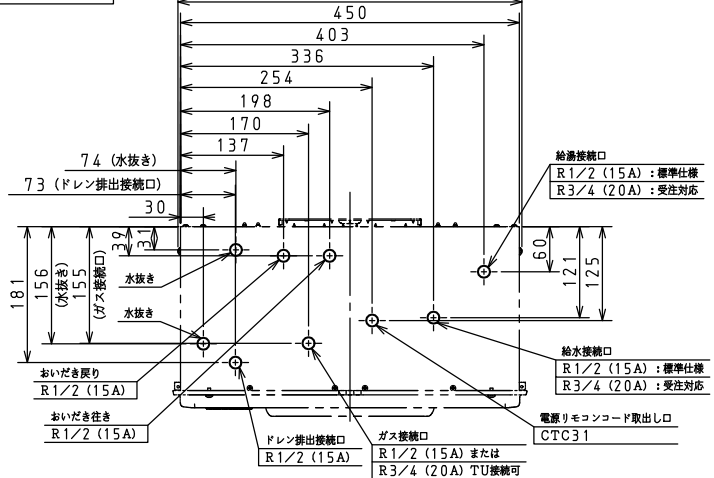 450
403
336
254
198
170
137
74 (水抜き)
73 (ドレン排出接続口)
30
給湯接続口
R1/2 (15A) : 標準仕様
R3/4 (20A) : 受注対応
31
39
60
121
125
181
156
(水抜き)
155
(ガス接続口)
水抜き
水抜き
おいだき戻り
R1/2 (15A)
おいだき往き
R1/2 (15A)
ドレン排出接続口
R1/2 (15A)
ガス接続口
R1/2 (15A) または
R3/4 (20A) TU接続可
給水接続口
R1/2 (15A) : 標準仕様
R3/4 (20A) : 受注対応
電源リモコンコード取出し口
CTC31